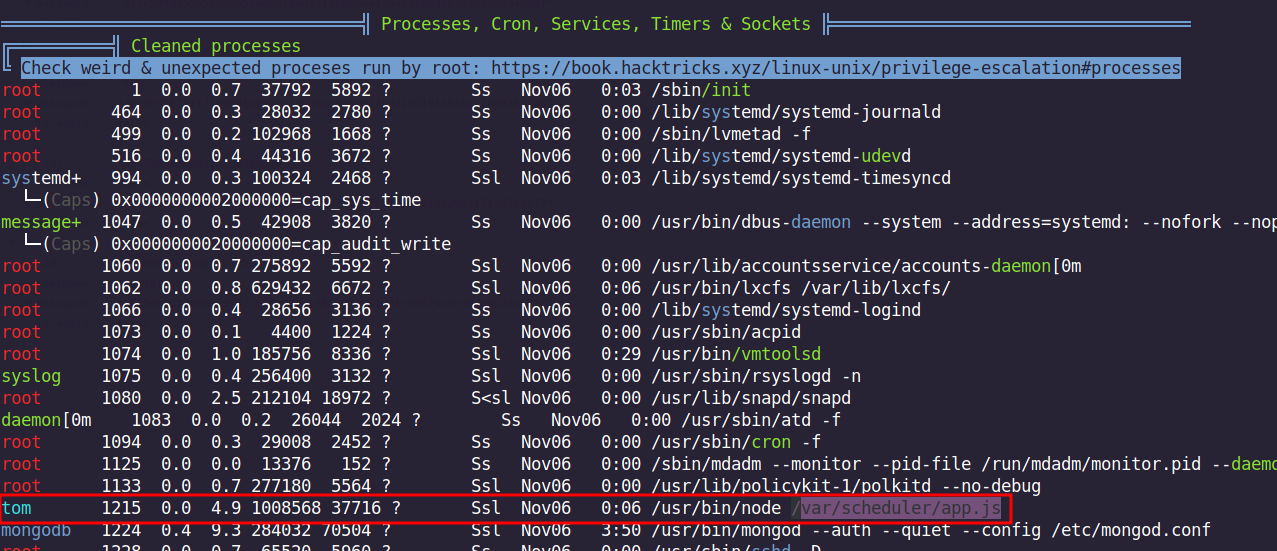 Processes, Cron, Services, Timers & Sockets
Cleaned processes
Check weird & unexpected proceses run by root: https://book.hacktricks.xyz/linux-unix/privilege-escalation#processes
root 1 0.0 0.7 37792 5892 ? Ss Nov06 0:03 /sbin/init
root 464 0.0 0.3 28032 2780 ? Ss Nov06 0:00 /lib/systemd/systemd-journald
root 499 0.0 0.2 102968 1668 ? Ss Nov06 0:00 /sbin/lvmetad -f
root 516 0.0 0.4 44316 3672 ? Ss Nov06 0:00 /lib/systemd/systemd-udevd
systemd+ 994 0.0 0.3 100324 2468 ? Ssl Nov06 0:03 /lib/systemd/systemd-timesyncd
└─(Caps) 0x0000000002000000=cap_sys_time
message+ 1047 0.0 0.5 42908 3820 ? Ss Nov06 0:00 /usr/bin/dbus-daemon --system --address=systemd: --nofork --nop
└─(Caps) 0x0000000020000000=cap_audit_write
root 1060 0.0 0.7 275892 5592 ? Ssl Nov06 0:00 /usr/lib/accountsservice/accounts-daemon[0m
root 1062 0.0 0.8 629432 6672 ? Ssl Nov06 0:06 /usr/bin/lxcfs /var/lib/lxcfs/
root 1066 0.0 0.4 28656 3136 ? Ss Nov06 0:00 /lib/systemd/systemd-logind
root 1073 0.0 0.1 4400 1224 ? Ss Nov06 0:00 /usr/sbin/acpid
root 1074 0.0 1.0 185756 8336 ? Ssl Nov06 0:29 /usr/bin/vmtoolsd
syslog 1075 0.0 0.4 256400 3132 ? Ssl Nov06 0:00 /usr/sbin/rsyslogd -n
root 1080 0.0 2.5 212104 18972 ? S<sl Nov06 0:00 /usr/lib/snapd/snapd
daemon[0m 1083 0.0 0.2 26044 2024 ? Ss Nov06 0:00 /usr/sbin/atd -f
root 1094 0.0 0.3 29008 2452 ? Ss Nov06 0:00 /usr/sbin/cron -f
root 1125 0.0 0.0 13376 152 ? Ss Nov06 0:00 /sbin/mdadm --monitor --pid-file /run/mdadm/monitor.pid --daemo
root 1133 0.0 0.7 277180 5564 ? Ssl Nov06 0:00 /usr/lib/policykit-1/polkitd --no-debug
tom 1215 0.0 4.9 1008568 37716 ? Ssl Nov06 0:06 /usr/bin/node /var/scheduler/app.js
mongodb 1224 0.4 9.3 284032 70504 ? Ssl Nov06 3:50 /usr/bin/mongod --auth --quiet --config /etc/mongod.conf
root 1228 0.0 0.7 65520 5960 ? Ss Nov06 0:00 /usr/sbin/sshd -D